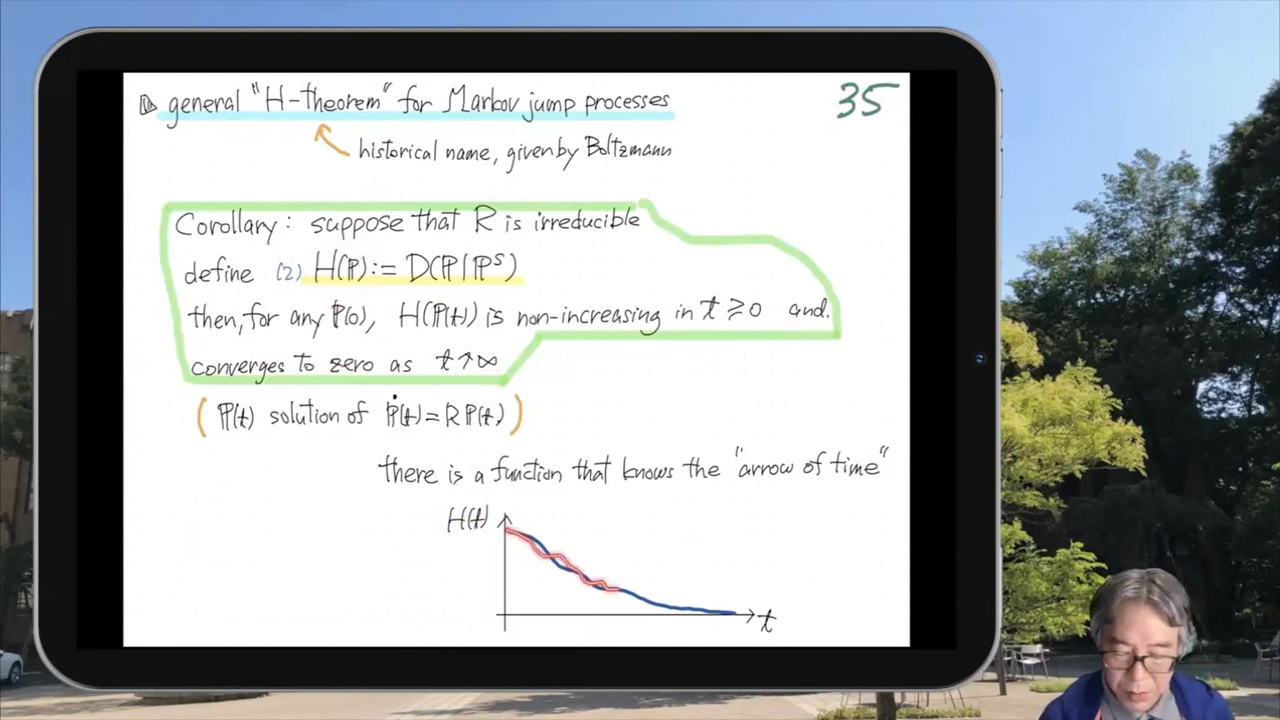 general "H-theorem" for Markov jump processes
35
historical name, given by Boltzmann
Corollary: suppose that R is irreducible
define (2) H(ℙ) := D(ℙ|ℙˢ)
then, for any ℙ(0), H(ℙ(t)) is non-increasing in t ≥ 0 and.
converges to zero as t↗∞
(ℙ(t) solution of ℙ̇(t)=Rℙ(t))
there is a function that knows the "arrow of time"
H(t)
t